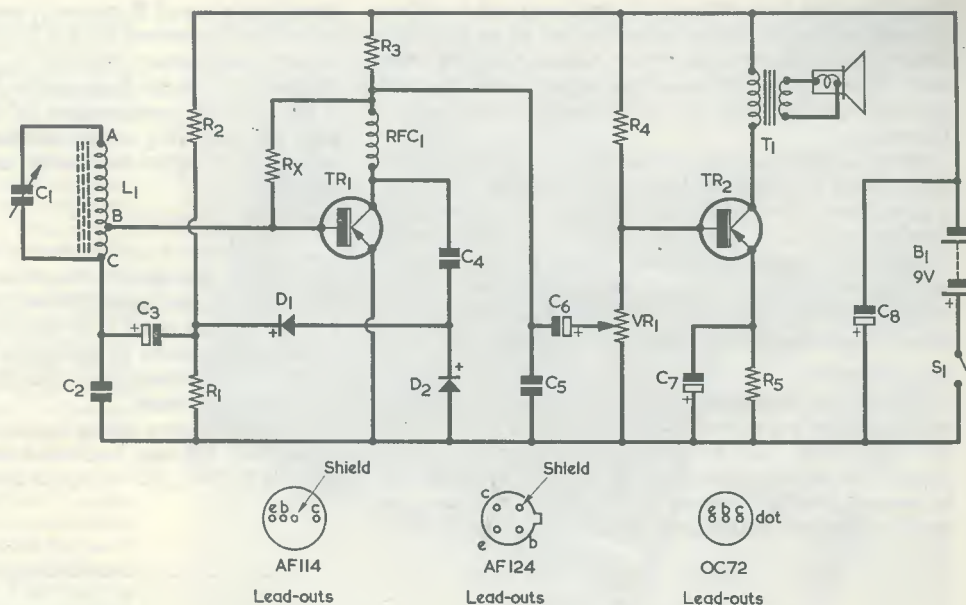 R3
R2
R4
RFC1
RX
T1
A
L1
C1
TR1
TR2
B
C
C4
B1
9V
C3
D1
C6
VR1
C8
+
+
+
+
+
+
+
C2
R1
D2
C5
C7
R5
S1
Shield
Shield
e b c
c
e b
e b c dot
AF114
AF124
OC72
Lead-outs
Lead-outs
Lead-outs